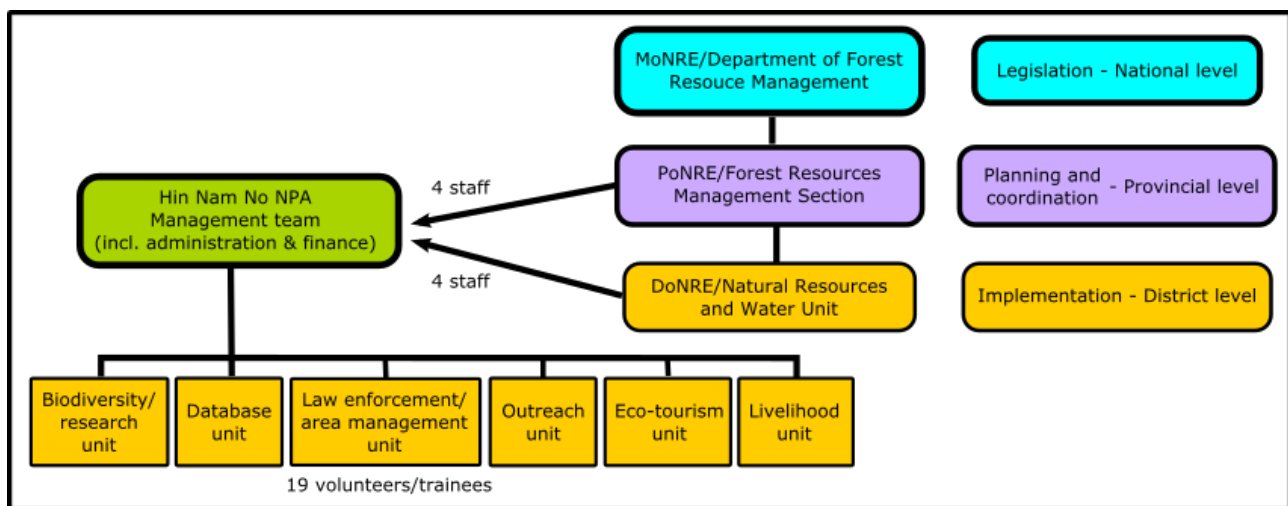 MoNRE/Department of Forest
Resouce Management
Legislation - National level
PoNRE/Forest Resources
Management Section
Planning and
coordination - Provincial level
Hin Nam No NPA
Management team
(incl. administration & finance)
4 staff
4 staff
DoNRE/Natural Resources
and Water Unit
Implementation - District level
Biodiversity/
research
unit
Database
unit
Law enforcement/
area management
unit
Outreach
unit
Eco-tourism
unit
Livelihood
unit
19 volunteers/trainees